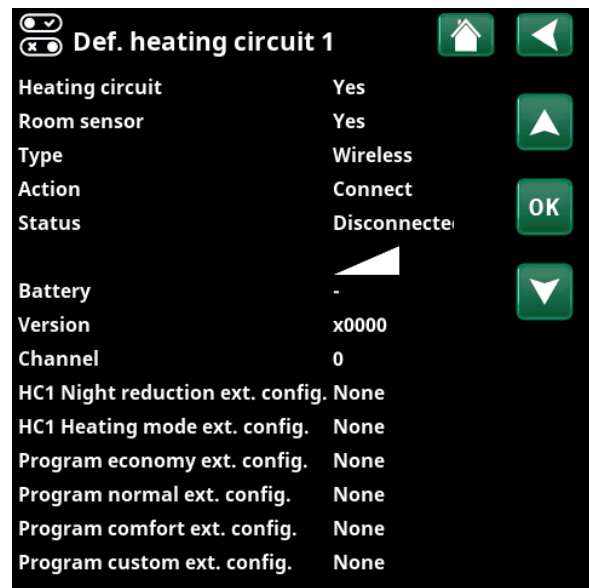 Def. heating circuit 1
Heating circuit Yes
Room sensor Yes
Type Wireless
Action Connect
OK
Status Disconnecte
Battery -
Version x0000
Channel 0
HC1 Night reduction ext. config. None
HC1 Heating mode ext. config. None
Program economy ext. config. None
Program normal ext. config. None
Program comfort ext. config. None
Program custom ext. config. None